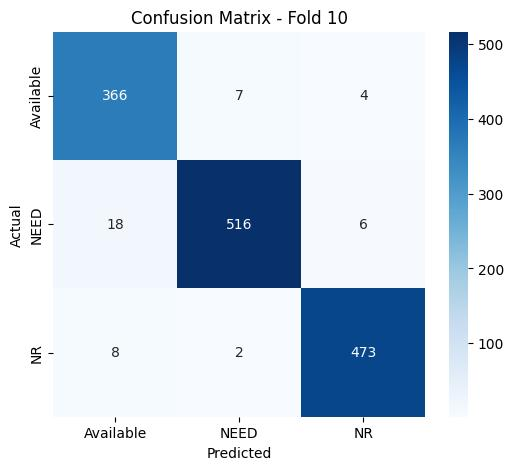 Confusion Matrix - Fold 10
Actual
Available
366 7 4
NEED
18 516 6
NR
8 2 473
Available NEED NR
Predicted
500
400
300
200
100